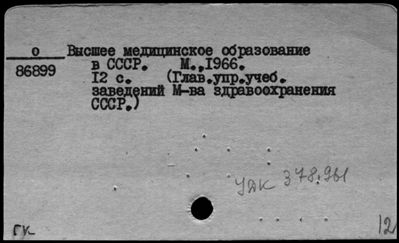 о Высшее медицинское образование
86899 в СССР. М.,1966.
12 с. (Глав.упр.учеб.
заведений М-ва здравоохранения
СССР.)
УДК 378.961
ГК 12